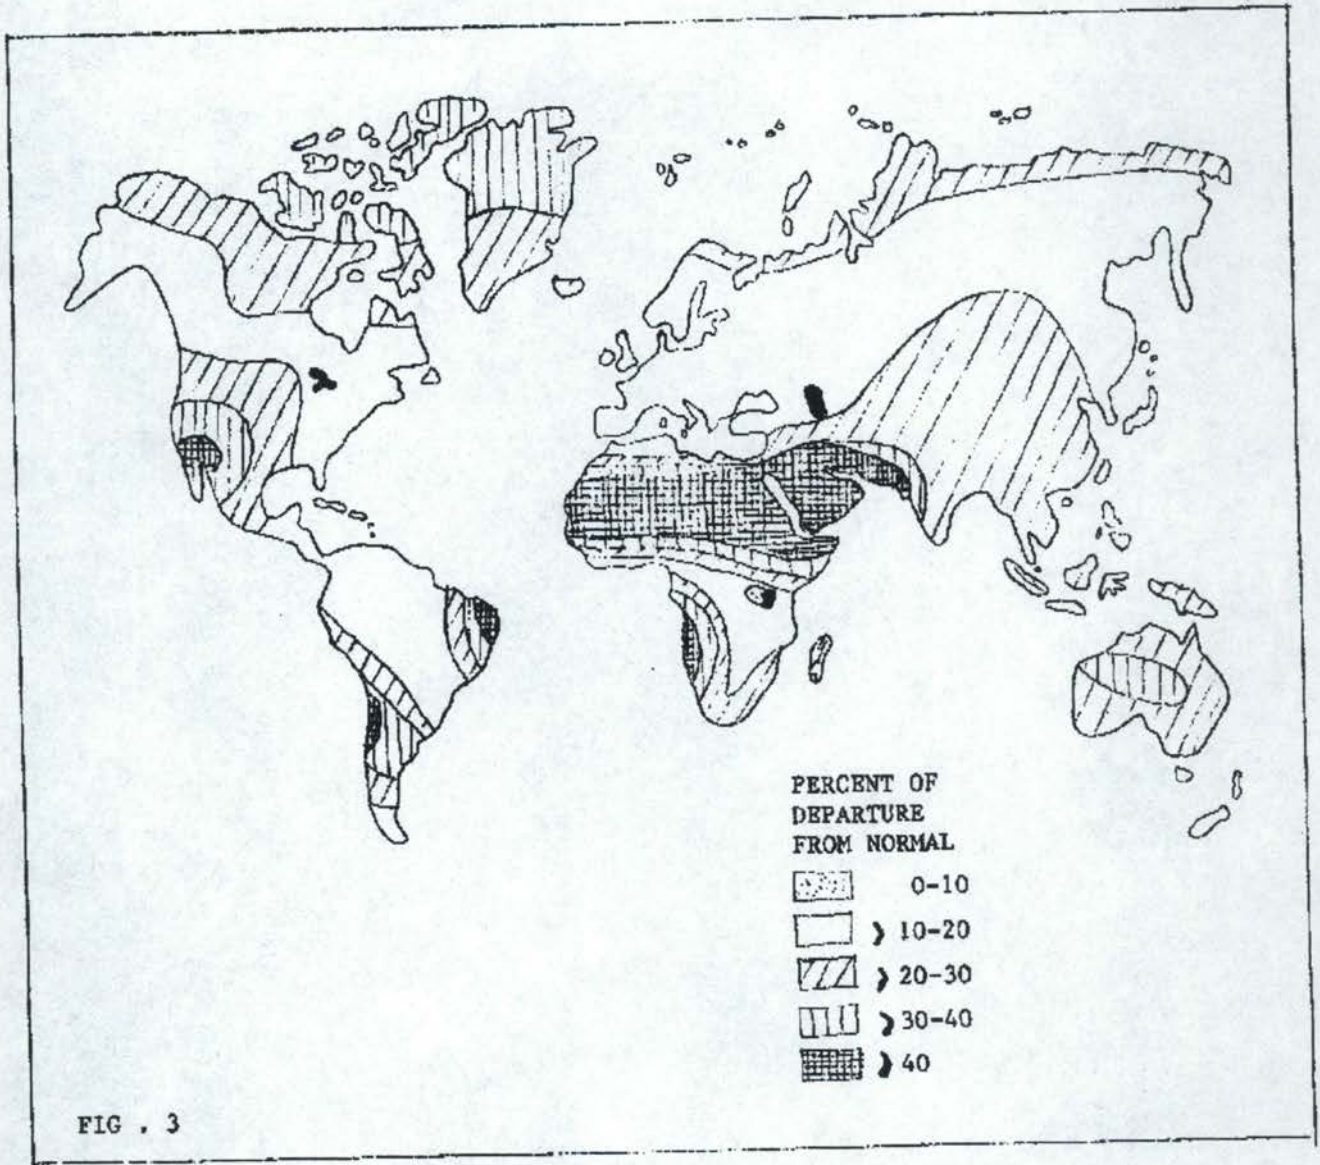 PERCENT OF
DEPARTURE
FROM NORMAL
0-10
> 10-20
> 20-30
> 30-40
> 40
FIG . 3